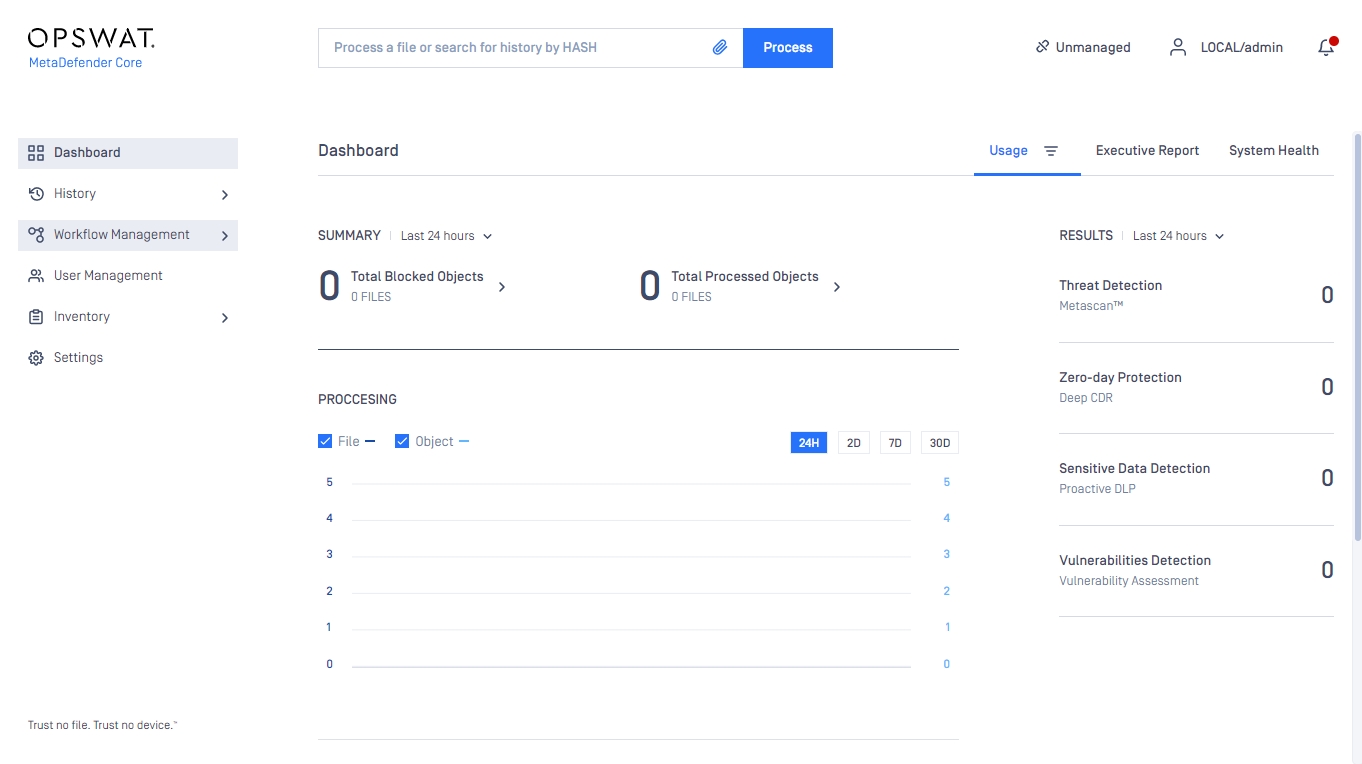 OPSWAT.
MetaDefender Core
Process a file or search for history by HASH
Process
Unmanaged
LOCAL/admin
Dashboard
History
Workflow Management
User Management
Inventory
Settings
Trust no file. Trust no device.™
Dashboard
Usage
Executive Report
System Health
SUMMARY
Last 24 hours
0
Total Blocked Objects
0 FILES
0
Total Processed Objects
0 FILES
PROCCESING
File
Object
24H
2D
7D
30D
5 5
4 4
3 3
2 2
1 1
0 0
RESULTS
Last 24 hours
Threat Detection
Metascan™
0
Zero-day Protection
Deep CDR
0
Sensitive Data Detection
Proactive DLP
0
Vulnerabilities Detection
Vulnerability Assessment
0